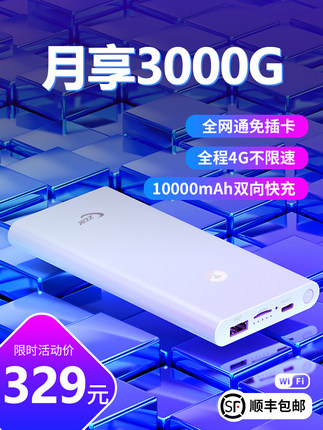 月享3000G
全网通免插卡
全程4G不限速
10000mAh双向快充
限时活动价
329元
WiFi
SF 顺丰包邮